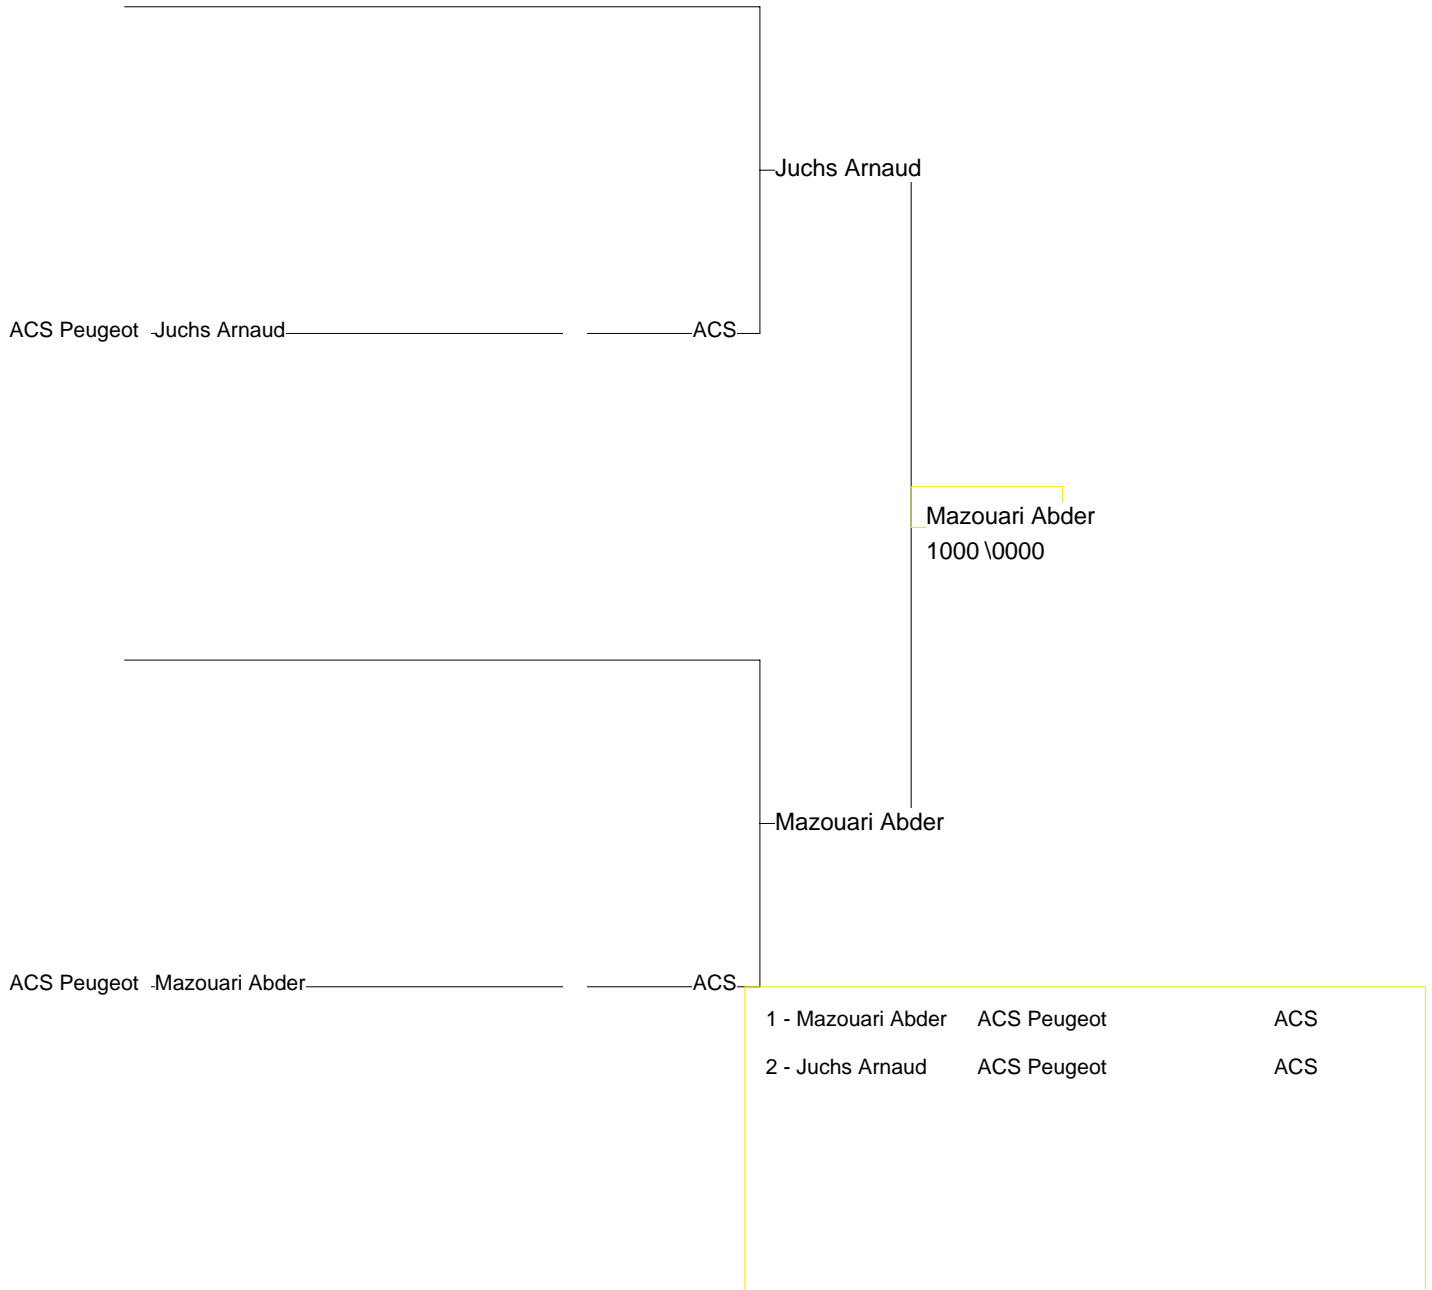 Juchs Arnaud
ACS Peugeot Juchs Arnaud ACS
Mazouari Abder
1000 \0000
Mazouari Abder
ACS Peugeot Mazouari Abder ACS
1 - Mazouari Abder ACS Peugeot ACS
2 - Juchs Arnaud ACS Peugeot ACS